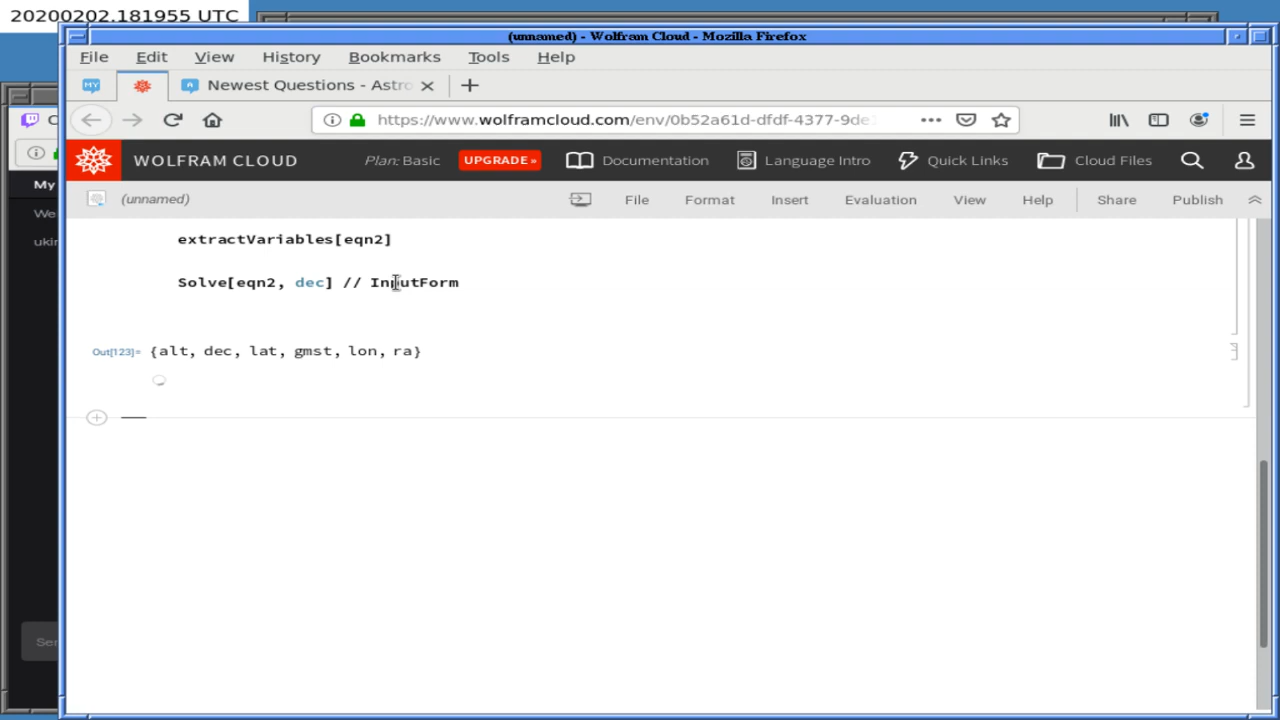 20200202.181955 UTC
(unnamed) - Wolfram Cloud - Mozilla Firefox
File Edit View History Bookmarks Tools Help
MY Newest Questions - Astro
https://www.wolframcloud.com/env/0b52a61d-dfdf-4377-9de
WOLFRAM CLOUD Plan: Basic UPGRADE » Documentation Language Intro Quick Links Cloud Files
(unnamed) File Format Insert Evaluation View Help Share Publish
My
We
ukir
extractVariables[eqn2]
Solve[eqn2, dec] // InputForm
Out[123]= {alt, dec, lat, gmst, lon, ra}
Ser